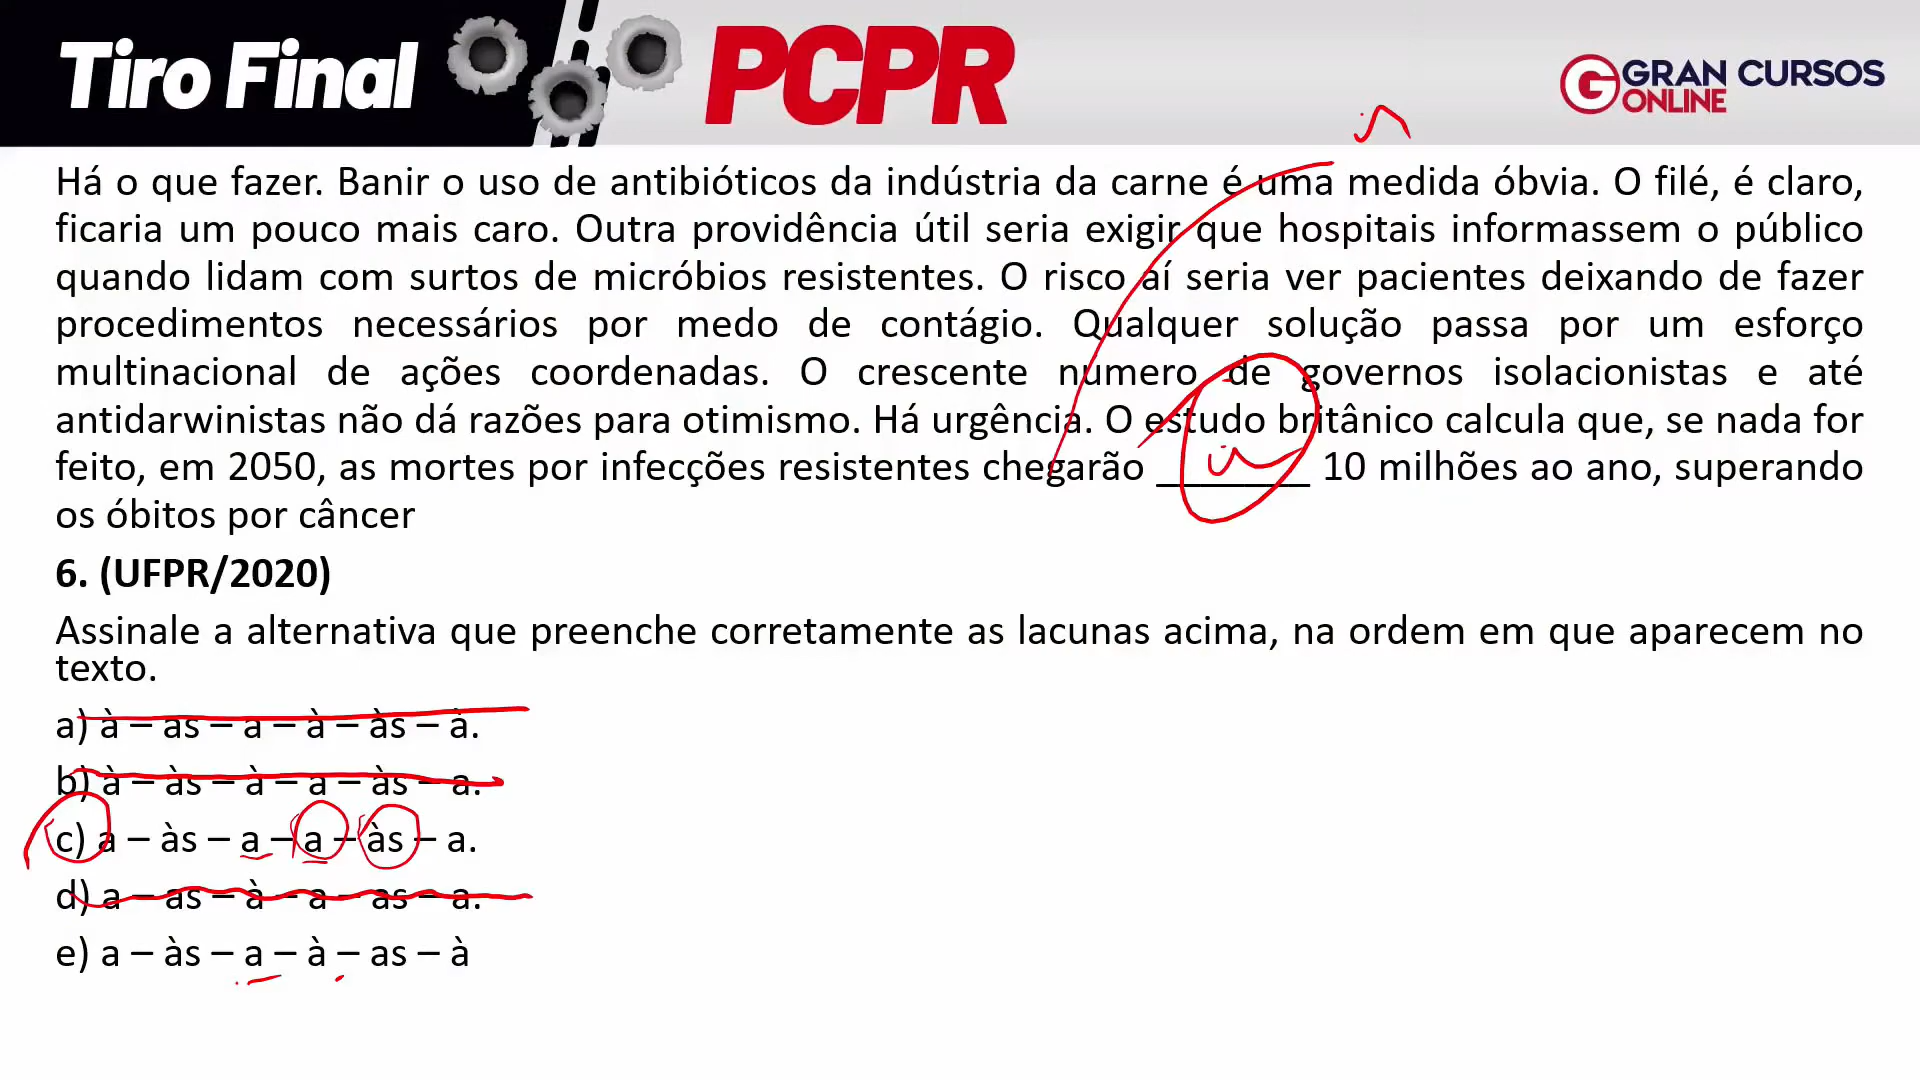 Tiro Final
PCPR
GRAN CURSOS
ONLINE
Há o que fazer. Banir o uso de antibióticos da indústria da carne é uma medida óbvia. O filé, é claro,
ficaria um pouco mais caro. Outra providência útil seria exigir que hospitais informassem o público
quando lidam com surtos de micróbios resistentes. O risco aí seria ver pacientes deixando de fazer
procedimentos necessários por medo de contágio. Qualquer solução passa por um esforço
multinacional de ações coordenadas. O crescente número de governos isolacionistas e até
antidarwinistas não dá razões para otimismo. Há urgência. O estudo britânico calcula que, se nada for
feito, em 2050, as mortes por infecções resistentes chegarão ________ 10 milhões ao ano, superando
os óbitos por câncer
6. (UFPR/2020)
Assinale a alternativa que preenche corretamente as lacunas acima, na ordem em que aparecem no
texto.
a) à – as – a – à – às – à.
b) à – às – à – a – às – a.
c) a – às – a – a – às – a.
d) a – as – à – a – as – a.
e) a – às – a – à – as – à